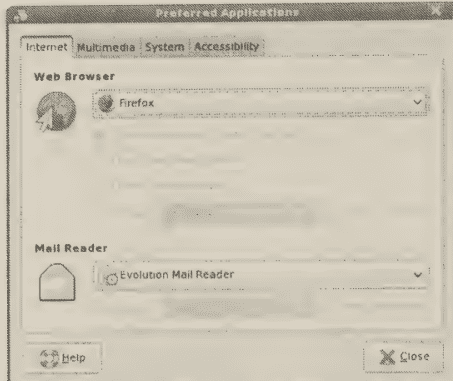 Preferred Applications
Internet Multimedia System Accessibility
Web Browser
Firefox
Mail Reader
Evolution Mail Reader
Help Close